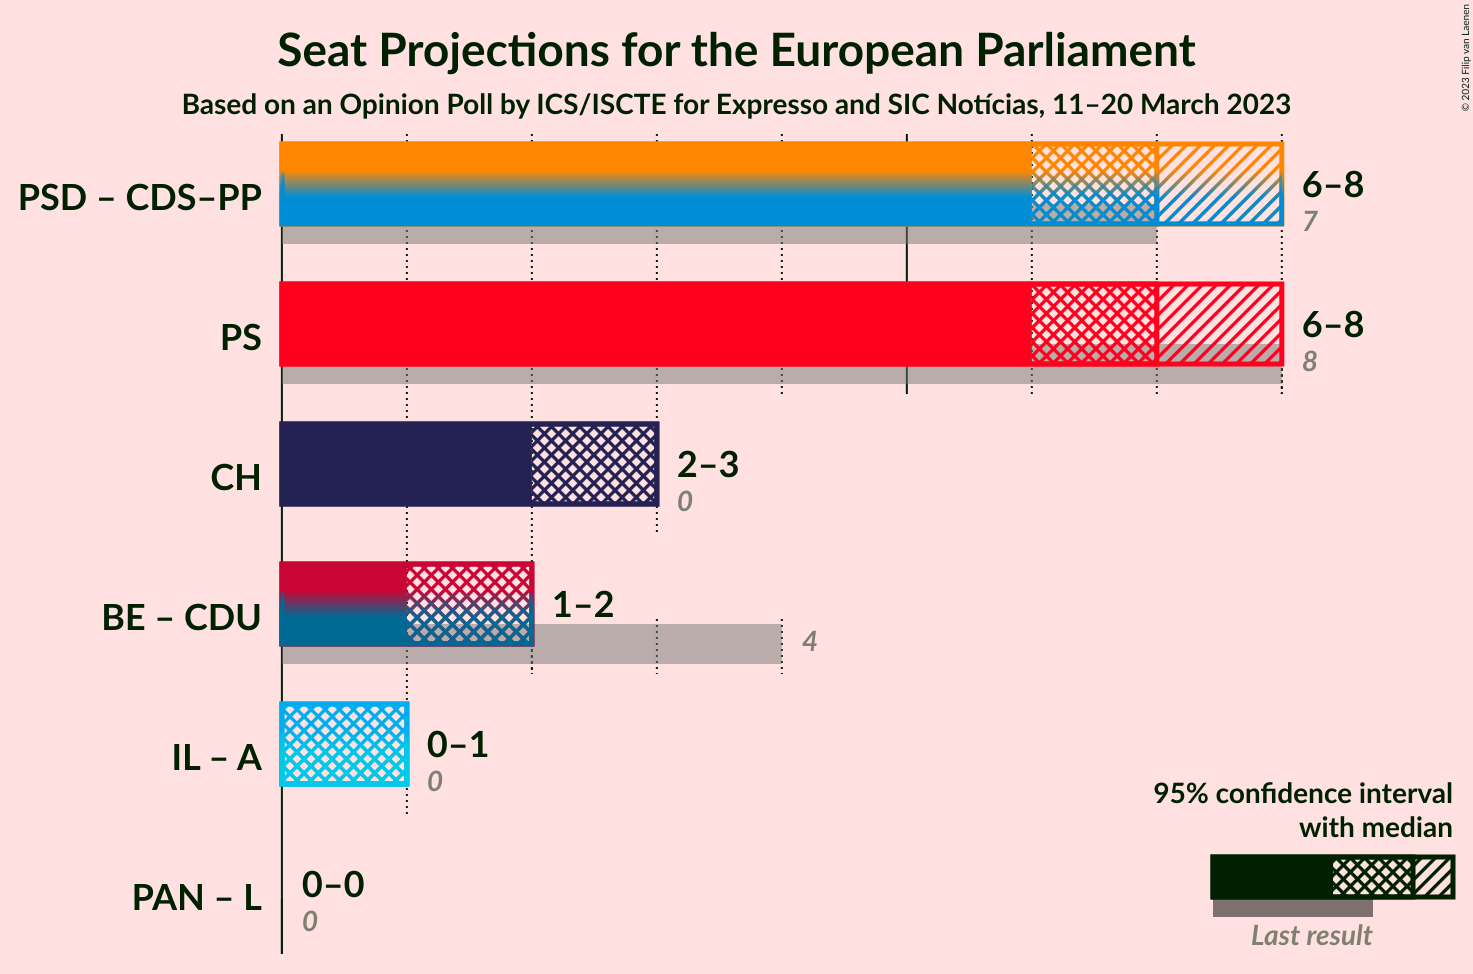 Seat Projections for the European Parliament
Based on an Opinion Poll by ICS/ISCTE for Expresso and SIC Notícias, 11–20 March 2023
© 2023 Filip van Laenen
PSD – CDS–PP
6–8
7
PS
6–8
8
CH
2–3
0
BE – CDU
1–2
4
IL – A
0–1
0
PAN – L
0–0
0
95% confidence interval
with median
Last result